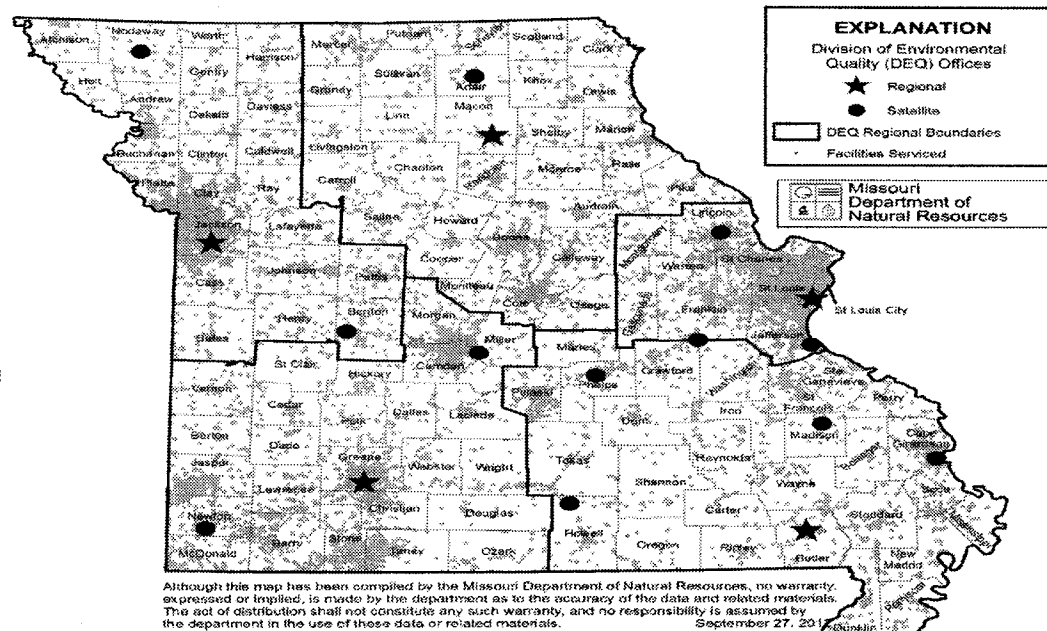 EXPLANATION
Division of Environmental
Quality (DEQ) Offices
Regional
Satellite
DEQ Regional Boundaries
Facilities Serviced
Missouri
Department of
Natural Resources
Atchison
Nodaway
Worth
Harrison
Mercer
Putnam
Scotland
Clark
Holt
Gentry
Sullivan
Adair
Knox
Andrew
Grundy
Lewis
Dekalb
Daviess
Linn
Macon
Shelby
Marion
Buchanan
Clinton
Caldwell
Livingston
Chariton
Monroe
Ralls
Platte
Clay
Ray
Carroll
Randolph
Audrain
Pike
Jackson
Lafayette
Saline
Howard
Boone
Callaway
Montgomery
Lincoln
Warren
St Charles
Cass
Johnson
Pettis
Cooper
Moniteau
Cole
Osage
Gasconade
Franklin
St Louis
St Louis City
Jefferson
Bates
Henry
Benton
Morgan
Miller
Camden
Maries
Vernon
St Clair
Hickory
Pulaski
Phelps
Crawford
Washington
Ste
Genevieve
St
Francois
Perry
Cedar
Polk
Dallas
Laclede
Dent
Iron
Madison
Cape
Girardeau
Barton
Dade
Greene
Webster
Wright
Texas
Reynolds
Bollinger
Jasper
Lawrence
Christian
Douglas
Shannon
Wayne
Scott
Newton
Carter
Stoddard
Mississippi
McDonald
Barry
Stone
Taney
Ozark
Howell
Oregon
Ripley
Butler
New
Madrid
Pemiscot
Dunklin
Although this map has been compiled by the Missouri Department of Natural Resources, no warranty,
expressed or implied, is made by the department as to the accuracy of the data and related materials.
The act of distribution shall not constitute any such warranty, and no responsibility is assumed by
the department in the use of these data or related materials.
September 27,